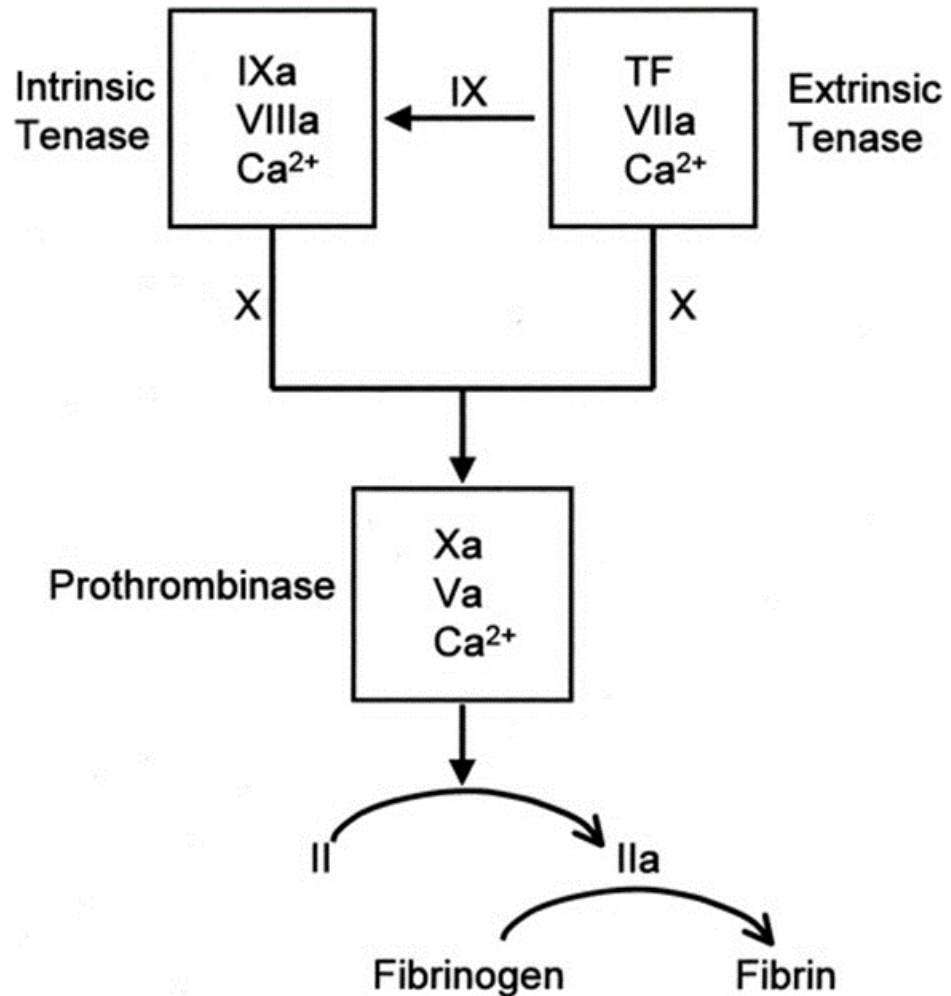 Intrinsic
Tenase
IXa
VIIIa
Ca²⁺
IX
TF
VIIa
Ca²⁺
Extrinsic
Tenase
X
X
Prothrombinase
Xa
Va
Ca²⁺
II
IIa
Fibrinogen
Fibrin